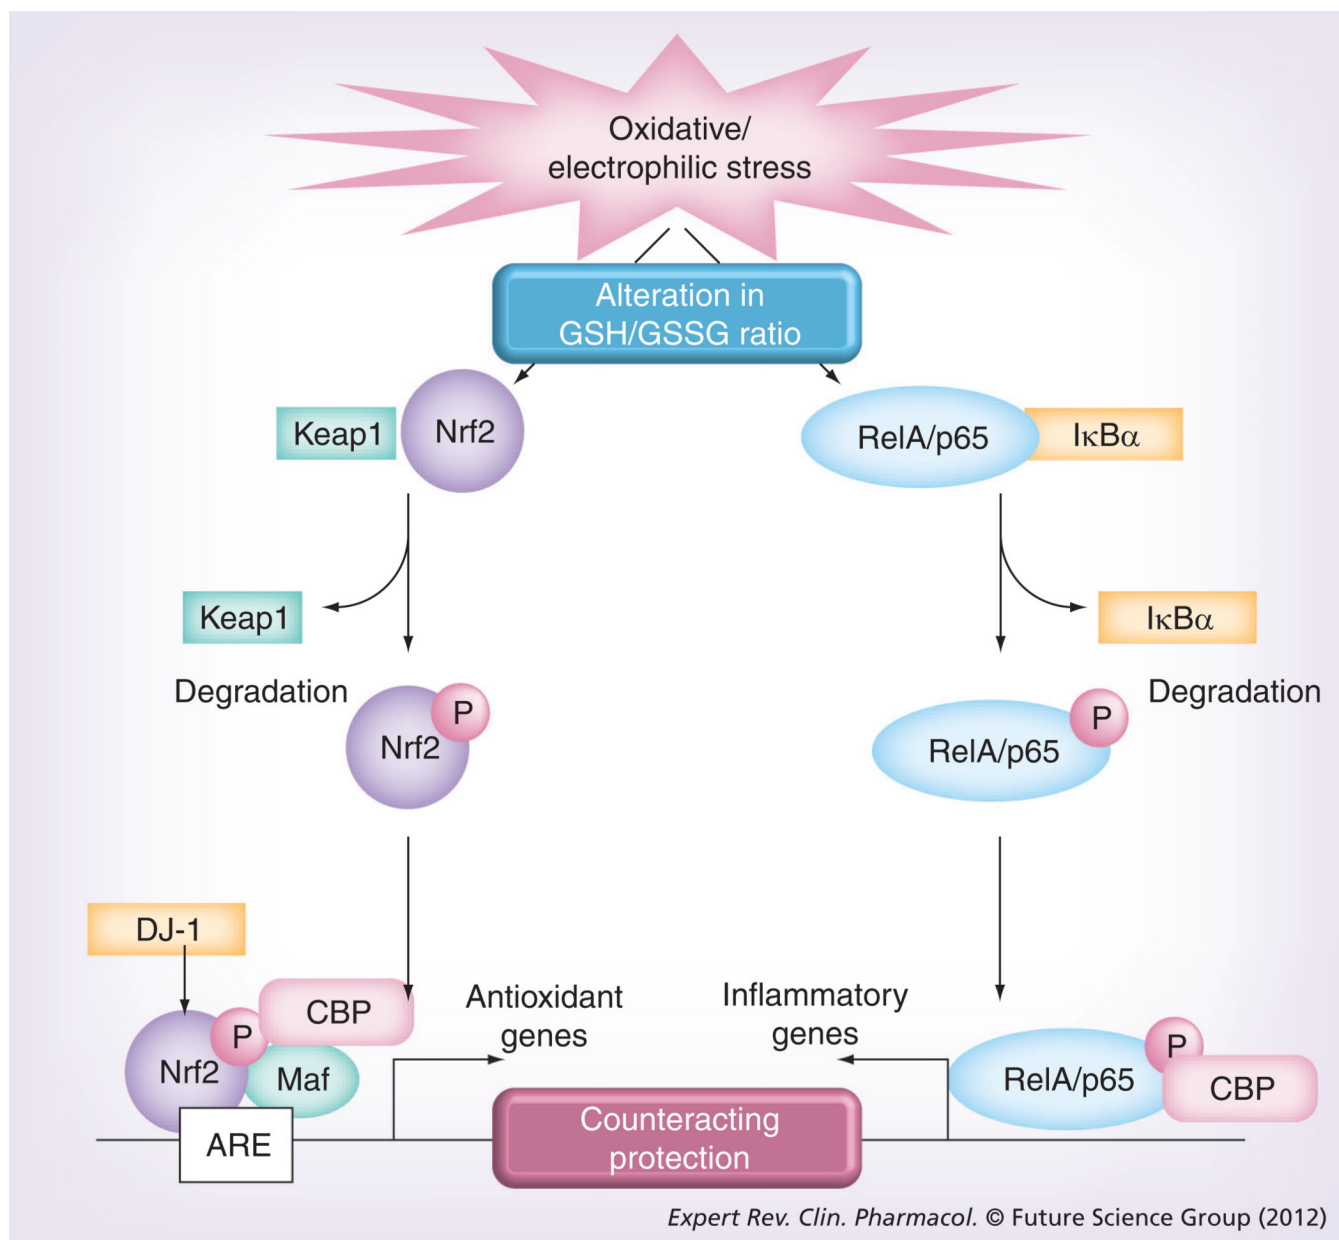 Oxidative/
electrophilic stress
Alteration in
GSH/GSSG ratio
Keap1
Nrf2
RelA/p65
IκBα
Keap1
IκBα
Degradation
Degradation
P
Nrf2
P
RelA/p65
DJ-1
CBP
P
Nrf2
Maf
ARE
Antioxidant
genes
Inflammatory
genes
P
RelA/p65
CBP
Counteracting
protection
Expert Rev. Clin. Pharmacol. © Future Science Group (2012)